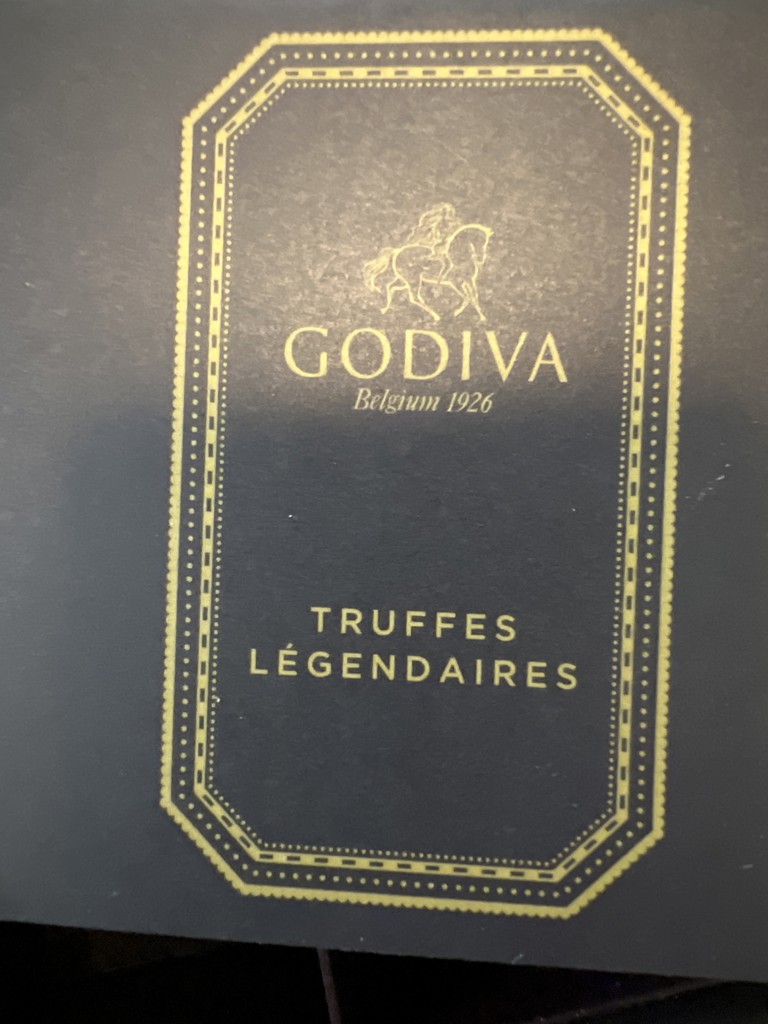 GODIVA
Belgium 1926
TRUFFES
LÉGENDAIRES